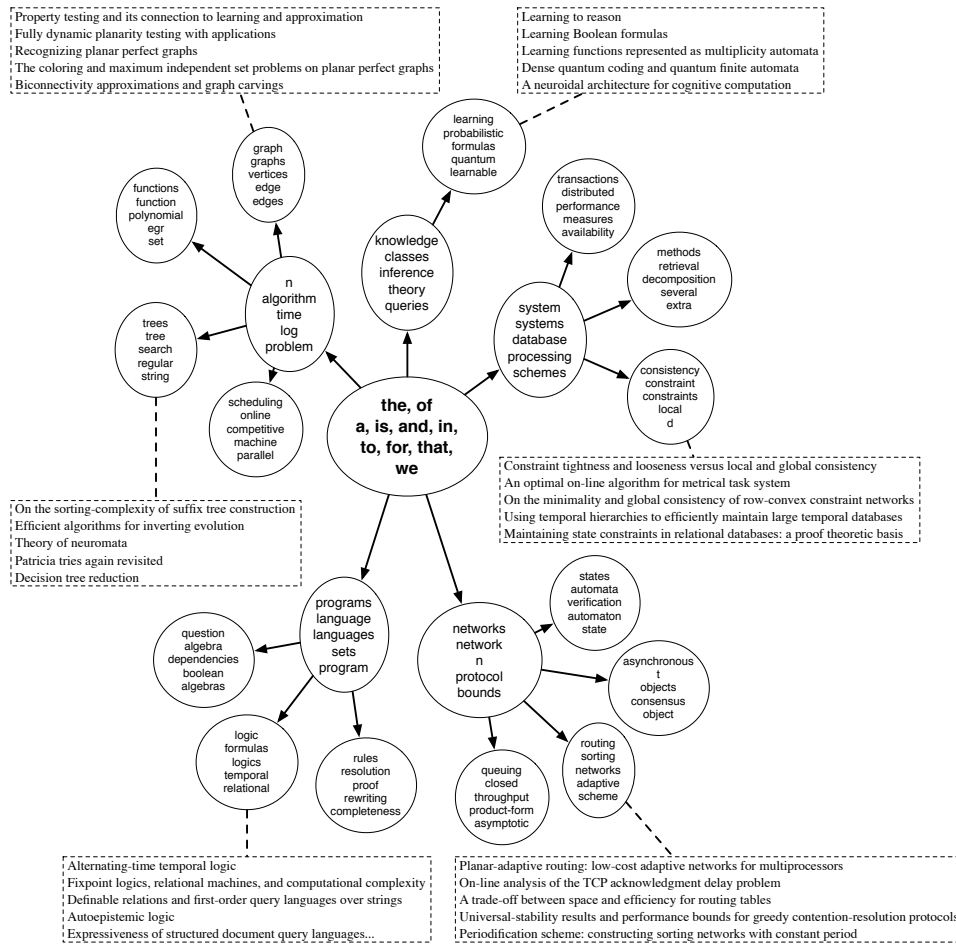 Property testing and its connection to learning and approximation
Fully dynamic planarity testing with applications
Recognizing planar perfect graphs
The coloring and maximum independent set problems on planar perfect graphs
Biconnectivity approximations and graph carvings
Learning to reason
Learning Boolean formulas
Learning functions represented as multiplicity automata
Dense quantum coding and quantum finite automata
A neuroidal architecture for cognitive computation
graph
graphs
vertices
edge
edges
learning
probabilistic
formulas
quantum
learnable
functions
function
polynomial
egr
set
transactions
distributed
performance
measures
availability
knowledge
classes
inference
theory
queries
methods
retrieval
decomposition
several
extra
n
algorithm
time
log
problem
system
systems
database
processing
schemes
trees
tree
search
regular
string
consistency
constraint
constraints
local
d
scheduling
online
competitive
machine
parallel
the, of
a, is, and, in,
to, for, that,
we
Constraint tightness and looseness versus local and global consistency
An optimal on-line algorithm for metrical task system
On the minimality and global consistency of row-convex constraint networks
Using temporal hierarchies to efficiently maintain large temporal databases
Maintaining state constraints in relational databases: a proof theoretic basis
On the sorting-complexity of suffix tree construction
Efficient algorithms for inverting evolution
Theory of neuromata
Patricia tries again revisited
Decision tree reduction
programs
language
languages
sets
program
networks
network
n
protocol
bounds
states
automata
verification
automaton
state
question
algebra
dependencies
boolean
algebras
asynchronous
t
objects
consensus
object
logic
formulas
logics
temporal
relational
rules
resolution
proof
rewriting
completeness
queuing
closed
throughput
product-form
asymptotic
routing
sorting
networks
adaptive
scheme
Alternating-time temporal logic
Fixpoint logics, relational machines, and computational complexity
Definable relations and first-order query languages over strings
Autoepistemic logic
Expressiveness of structured document query languages...
Planar-adaptive routing: low-cost adaptive networks for multiprocessors
On-line analysis of the TCP acknowledgment delay problem
A trade-off between space and efficiency for routing tables
Universal-stability results and performance bounds for greedy contention-resolution protocols
Periodification scheme: constructing sorting networks with constant period